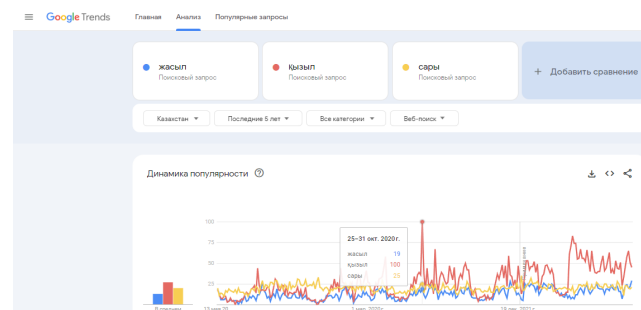 Google Trends Главная Анализ Популярные запросы
жасыл
Поисковый запрос
қызыл
Поисковый запрос
сары
Поисковый запрос
+ Добавить сравнение
Казахстан
Последние 5 лет
Все категории
Веб-поиск
Динамика популярности
100
75
50
25
25–31 окт. 2020 г.
жасыл 19
қызыл 100
сары 25